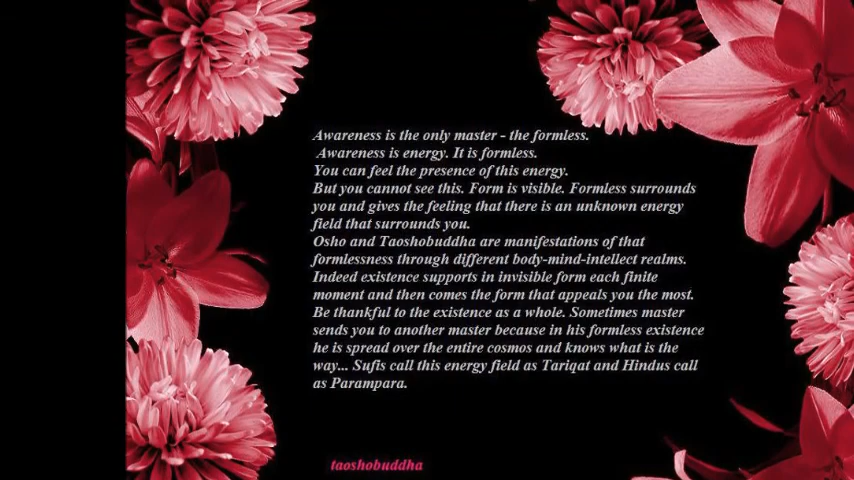 Awareness is the only master - the formless.
Awareness is energy. It is formless.
You can feel the presence of this energy.
But you cannot see this. Form is visible. Formless surrounds
you and gives the feeling that there is an unknown energy
field that surrounds you.
Osho and Taoshobuddha are manifestations of that
formlessness through different body-mind-intellect realms.
Indeed existence supports in invisible form each finite
moment and then comes the form that appeals you the most.
Be thankful to the existence as a whole. Sometimes master
sends you to another master because in his formless existence
he is spread over the entire cosmos and knows what is the
way... Sufis call this energy field as Tariqat and Hindus call
as Parampara.
taoshobuddha